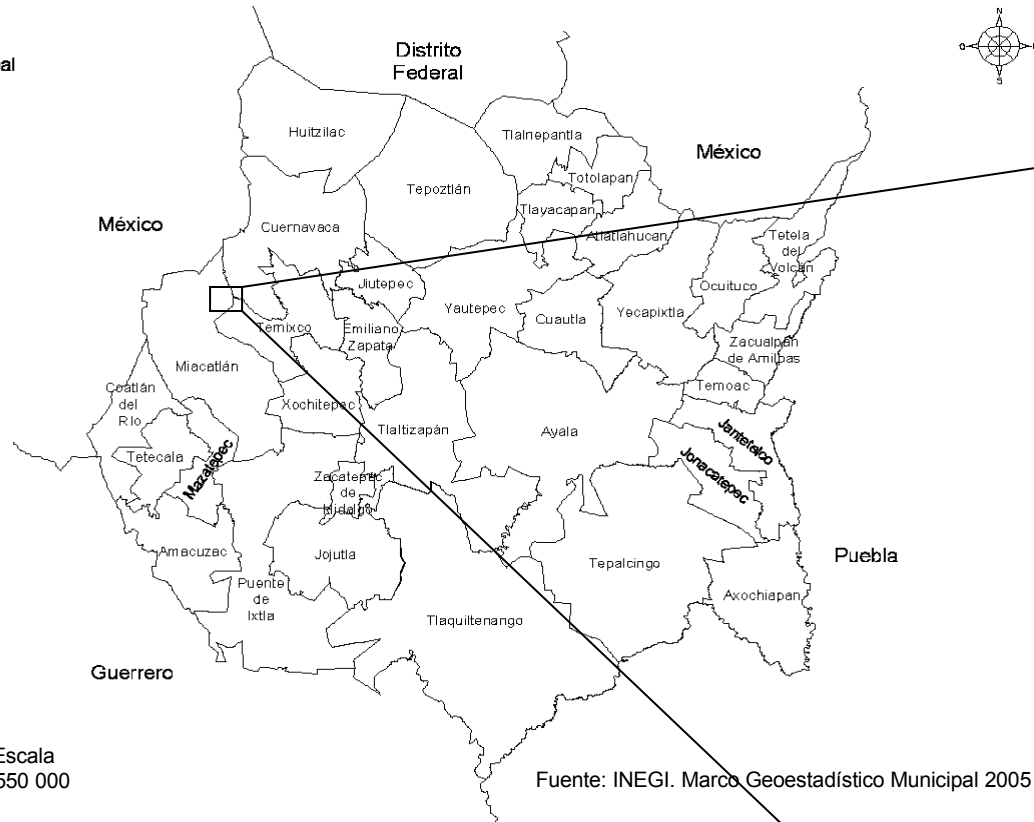 al
Distrito
Federal
N
O
S
Huitzilac
Tlalnepantla
México
Totolapan
Tepoztlán
Tlayacapan
México
Cuernavaca
Atlatlahucan
Tetela
del
Volcán
Jiutepec
Ocuituco
Yautepec
Cuautla
Yecapixtla
Temixco
Emiliano
Zapata
Zacualpan
de Amilpas
Miacatlán
Temoac
Coatlán
del
Río
Xochitepec
Tlaltizapán
Ayala
Jantetelco
Tetecala
Mazatepec
Jonacatepec
Zacatepec
de
Hidalgo
Amacuzac
Jojutla
Tepalcingo
Puebla
Puente
de
Ixtla
Axochiapan
Tlaquiltenango
Guerrero
Escala
550 000
Fuente: INEGI. Marco Geoestadístico Municipal 2005